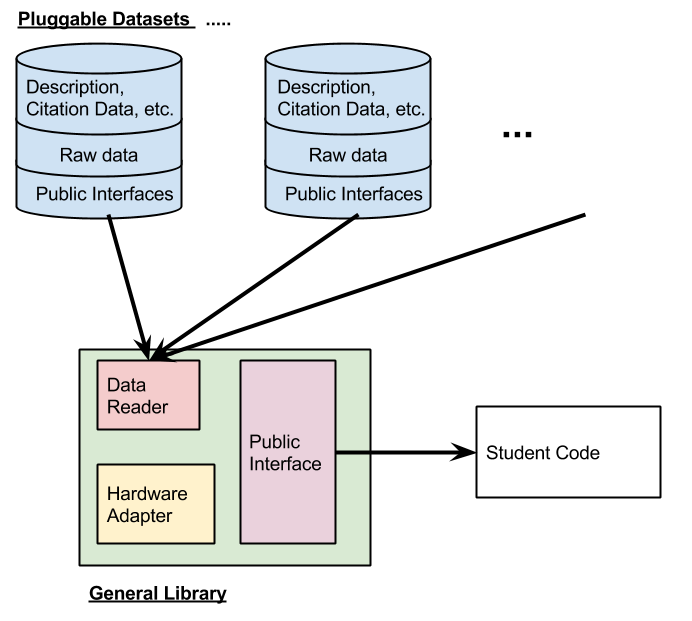 Pluggable Datasets .....
Description,
Citation Data, etc.
Raw data
Public Interfaces
Description,
Citation Data, etc.
Raw data
Public Interfaces
...
Data
Reader
Hardware
Adapter
Public
Interface
Student Code
General Library